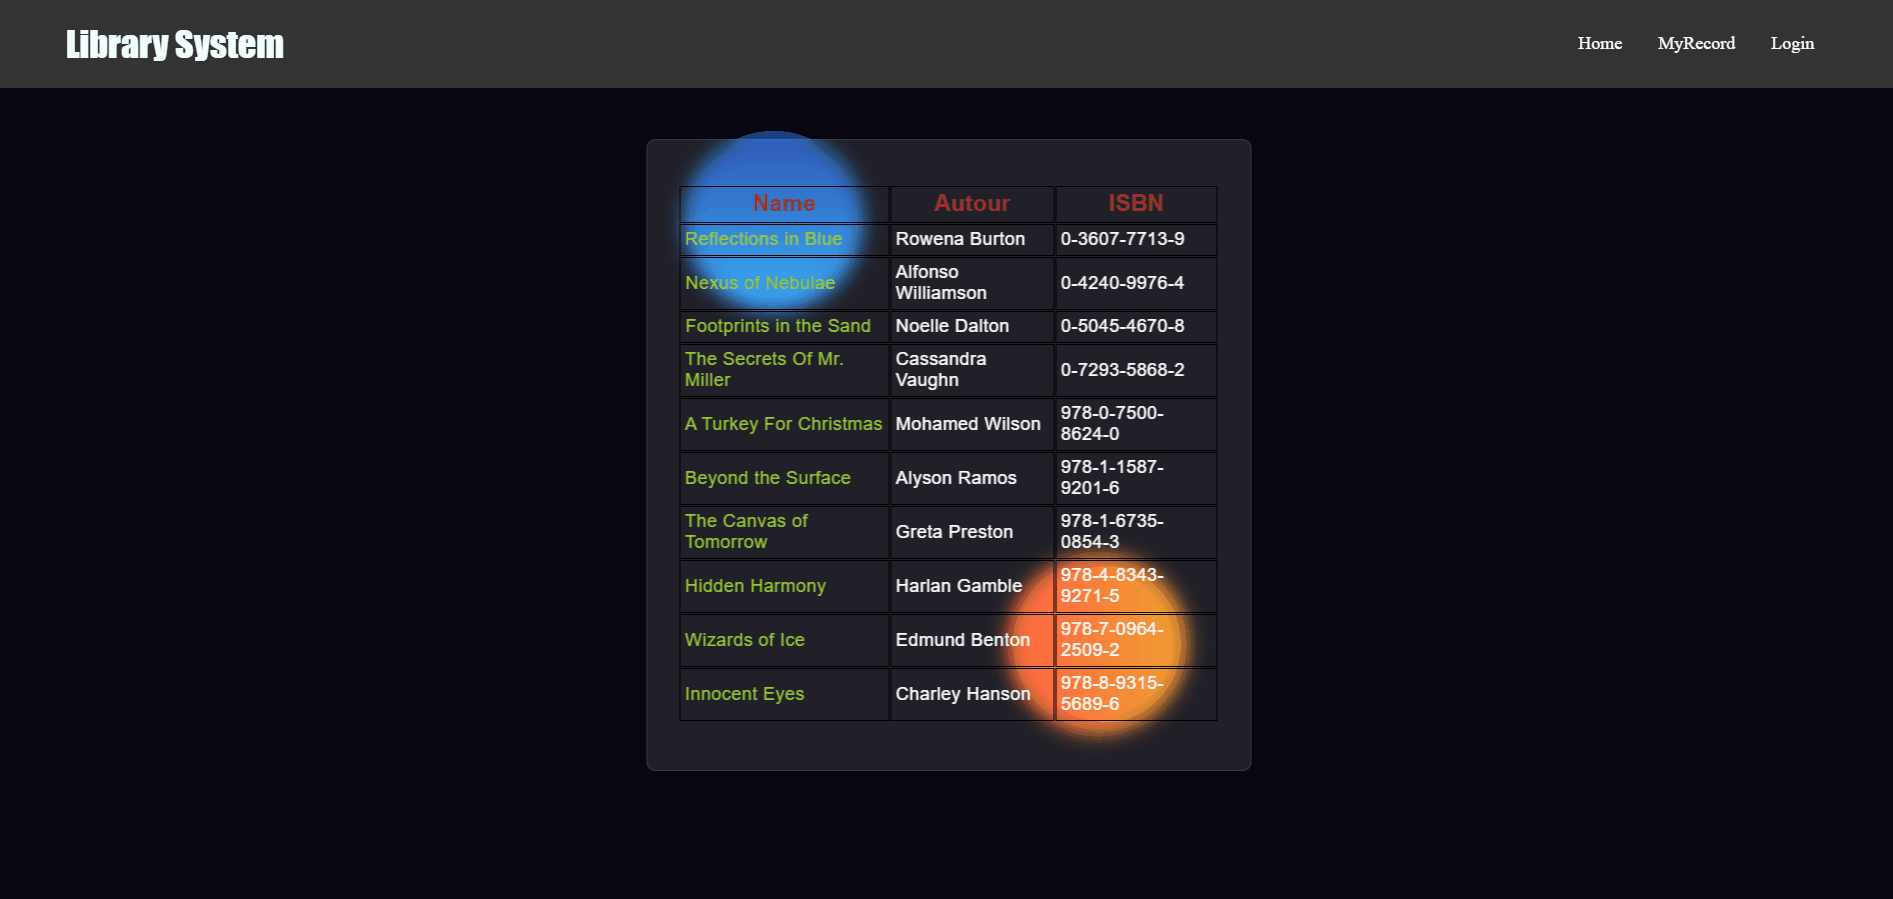 Library System
Home MyRecord Login
Name Autour ISBN
Reflections in Blue Rowena Burton 0-3607-7713-9
Nexus of Nebulae Alfonso
Williamson 0-4240-9976-4
Footprints in the Sand Noelle Dalton 0-5045-4670-8
The Secrets Of Mr.
Miller Cassandra
Vaughn 0-7293-5868-2
A Turkey For Christmas Mohamed Wilson 978-0-7500-
8624-0
Beyond the Surface Alyson Ramos 978-1-1587-
9201-6
The Canvas of
Tomorrow Greta Preston 978-1-6735-
0854-3
Hidden Harmony Harlan Gamble 978-4-8343-
9271-5
Wizards of Ice Edmund Benton 978-7-0964-
2509-2
Innocent Eyes Charley Hanson 978-8-9315-
5689-6